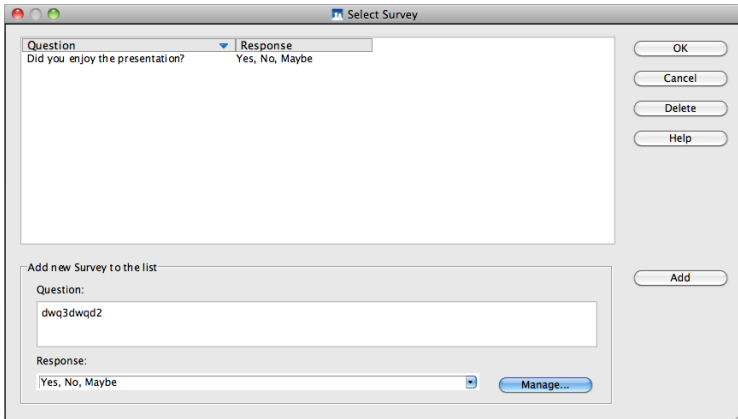 Select Survey
Question Response
Did you enjoy the presentation? Yes, No, Maybe
OK
Cancel
Delete
Help
Add new Survey to the list
Question:
dwq3dwqd2
Add
Response:
Yes, No, Maybe
Manage...